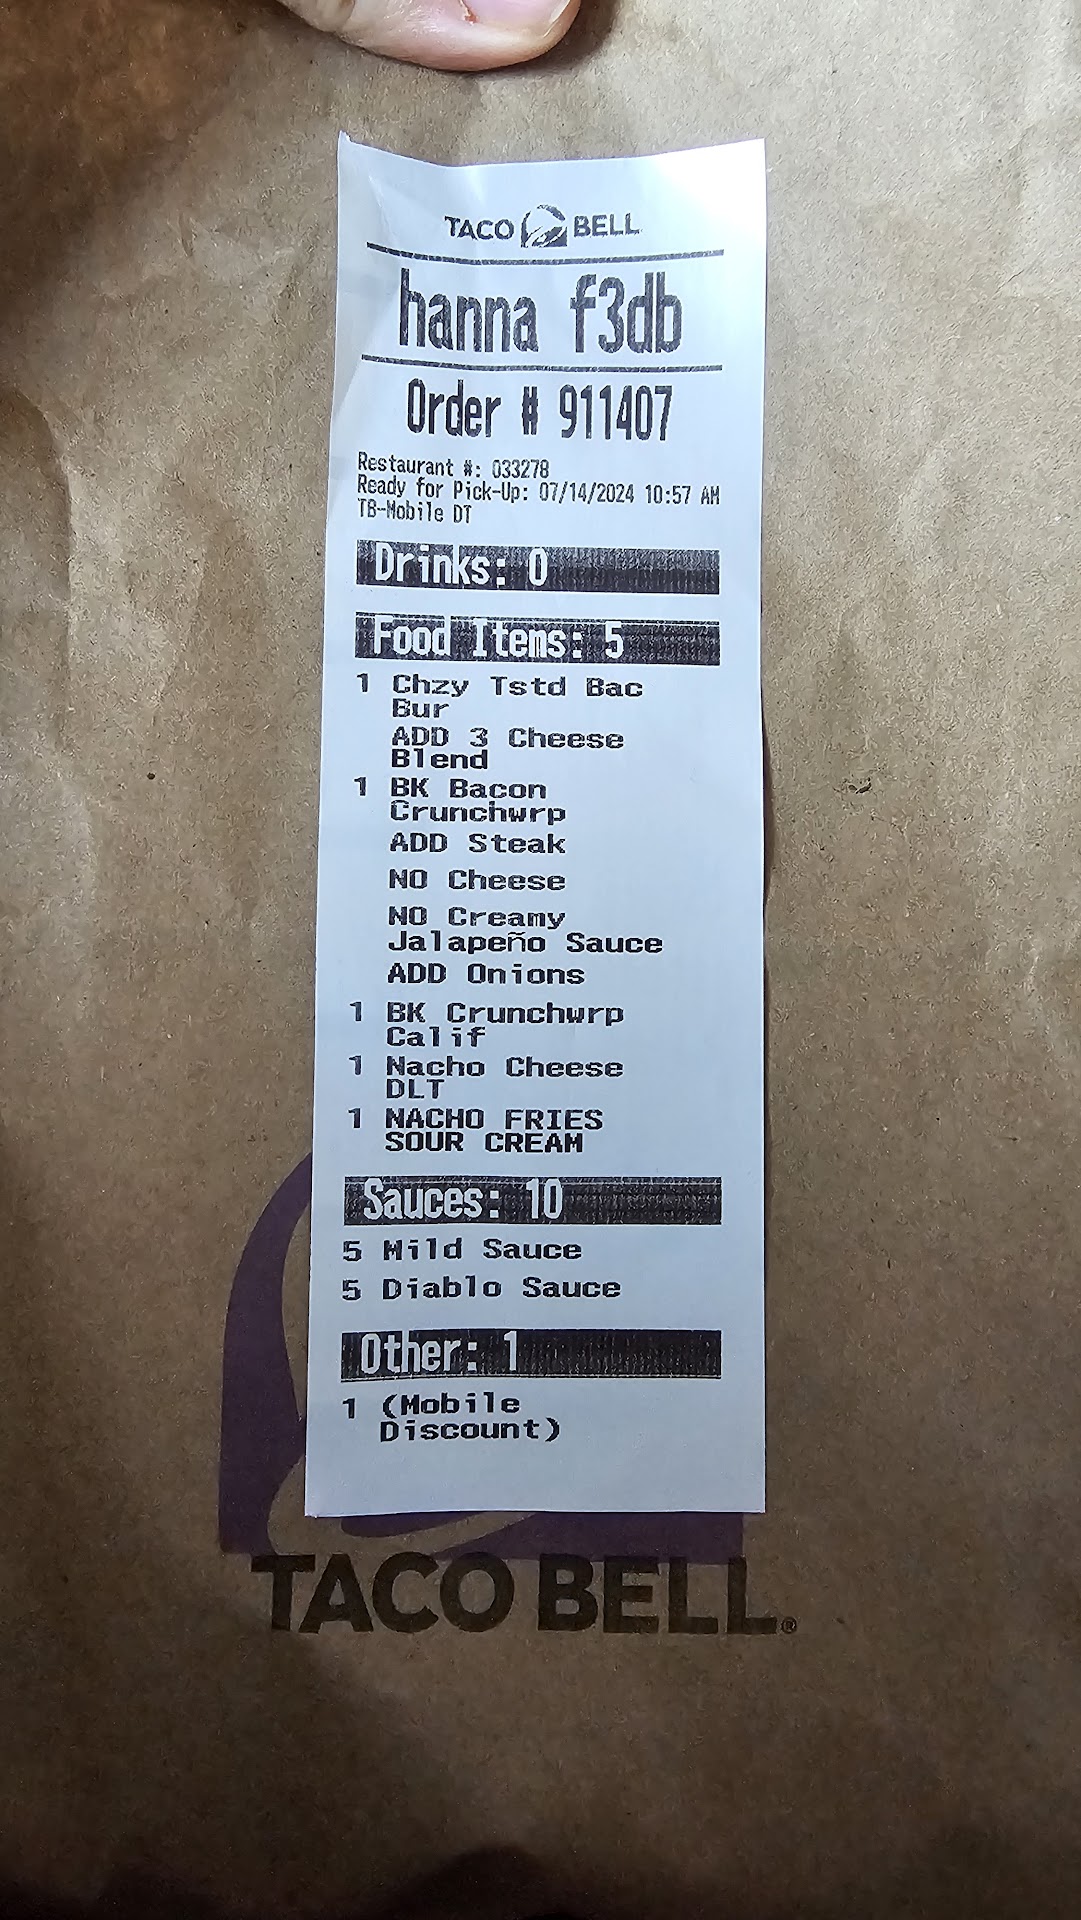 TACO BELL
hanna f3db
Order # 911407
Restaurant #: 033278
Ready for Pick-Up: 07/14/2024 10:57 AM
TB-Mobile DT
Drinks: 0
Food Items: 5
1 Chzy Tstd Bac
Bur
ADD 3 Cheese
Blend
1 BK Bacon
Crunchwrp
ADD Steak
NO Cheese
NO Creamy
Jalapeño Sauce
ADD Onions
1 BK Crunchwrp
Calif
1 Nacho Cheese
DLT
1 NACHO FRIES
SOUR CREAM
Sauces: 10
5 Mild Sauce
5 Diablo Sauce
Other: 1
1 (Mobile
Discount)
TACO BELL®